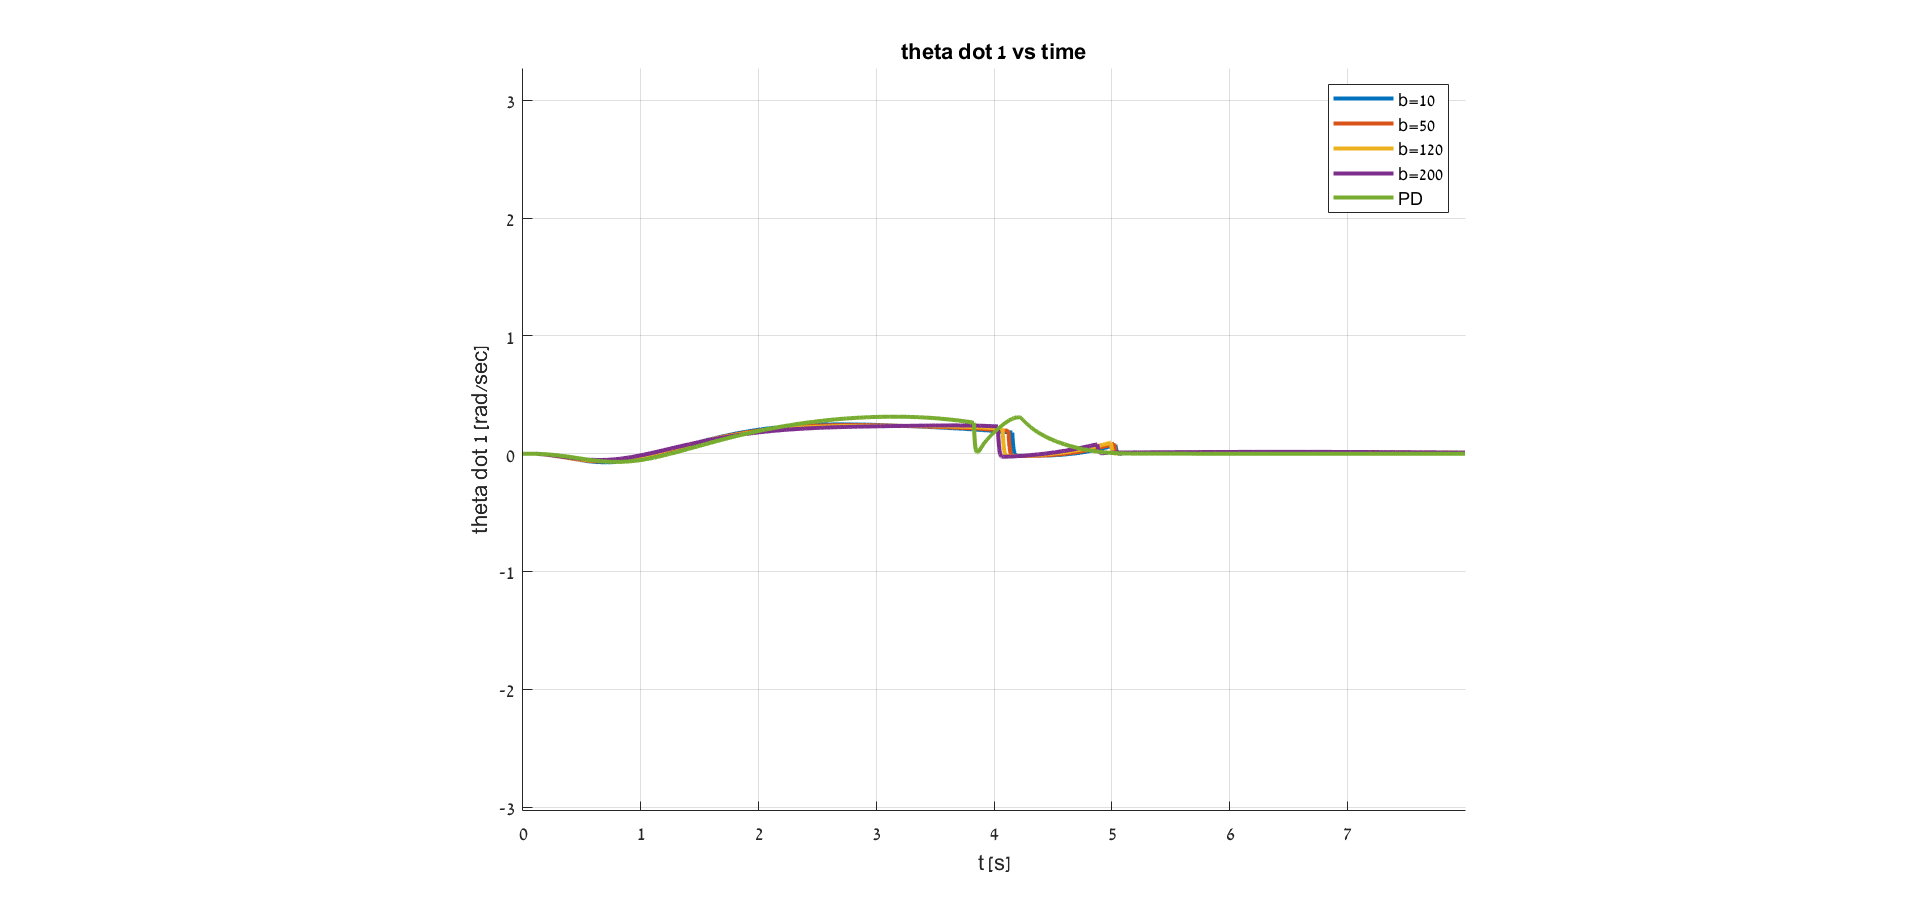 theta dot 1 vs time
b=10
b=50
b=120
b=200
PD
theta dot 1 [rad/sec]
3
2
1
0
-1
-2
-3
0 1 2 3 4 5 6 7
t [s]